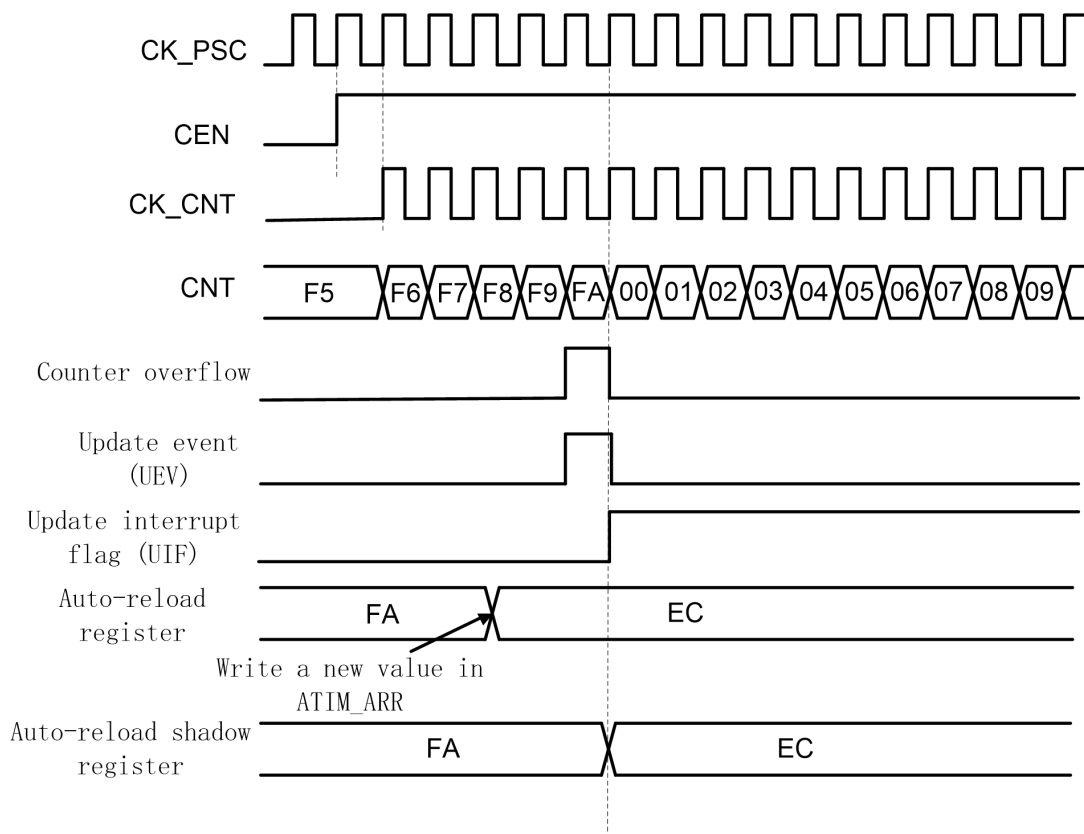 CK_PSC
CEN
CK_CNT
CNT F5 F6 F7 F8 F9 FA 00 01 02 03 04 05 06 07 08 09
Counter overflow
Update event
(UEV)
Update interrupt
flag (UIF)
Auto-reload
register
FA EC
Write a new value in
ATIM_ARR
Auto-reload shadow
register
FA EC